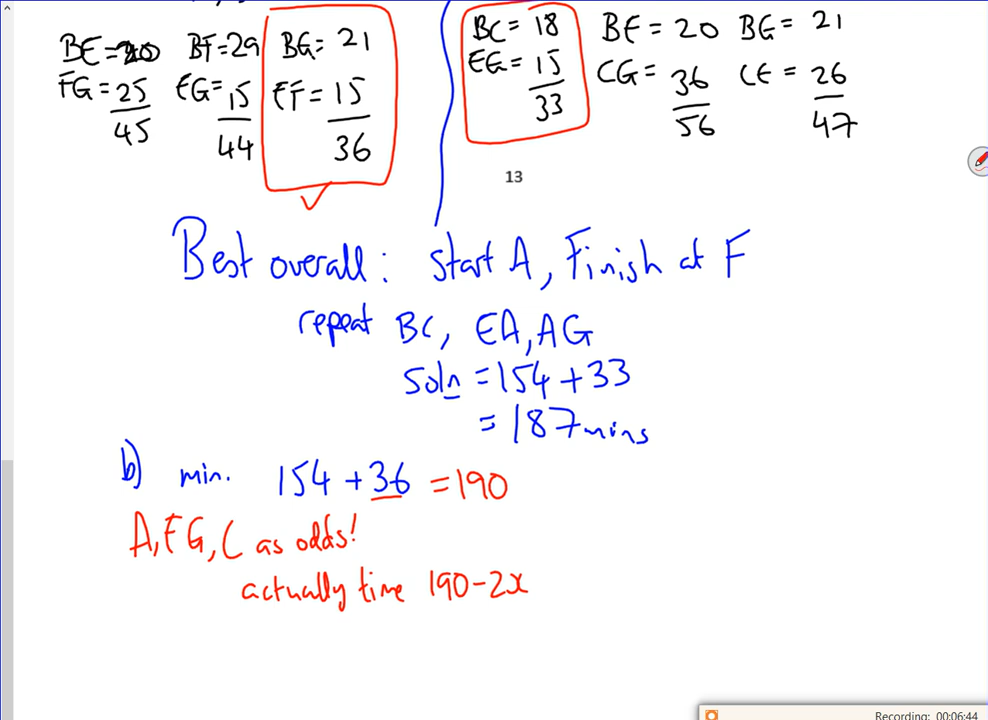 BE=20 BF=29 BG= 21
FG=25 EG=15 EF= 15
45 44 36
BC= 18 BE = 20 BG = 21
EG= 15 CG= 36 CE = 26
33 56 47
13
Best overall: start A, Finish at F
repeat BC, EA, AG
Soln = 154 + 33
= 187 mins
b) min. 154 + 36 = 190
A, F G, C as odds!
actually time 190-2x
Recording: 00:06:44